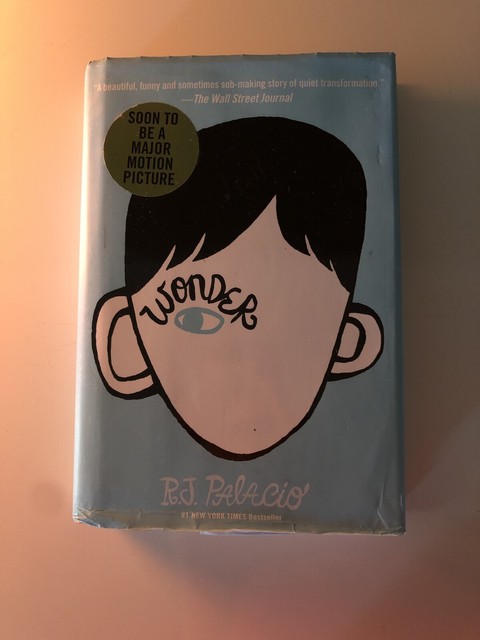 "A beautiful, funny and sometimes sob-making story of quiet transformation."
—The Wall Street Journal
SOON TO
BE A
MAJOR
MOTION
PICTURE
WONDER
R.J. PALACIO
#1 NEW YORK TIMES Bestseller